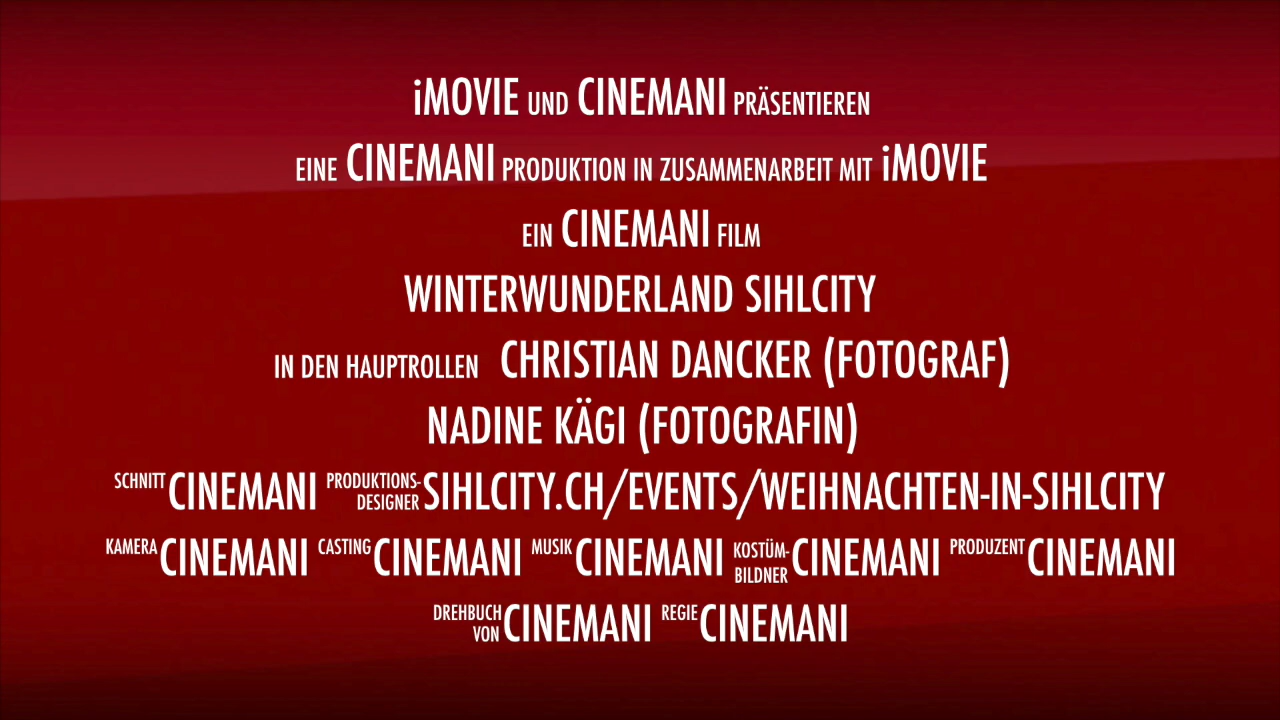 iMOVIE UND CINEMANI PRÄSENTIEREN
EINE CINEMANI PRODUKTION IN ZUSAMMENARBEIT MIT iMOVIE
EIN CINEMANI FILM
WINTERWUNDERLAND SIHLCITY
IN DEN HAUPTROLLEN CHRISTIAN DANCKER (FOTOGRAF)
NADINE KÄGI (FOTOGRAFIN)
SCHNITT CINEMANI PRODUKTIONS-DESIGNER SIHLCITY.CH/EVENTS/WEIHNACHTEN-IN-SIHLCITY
KAMERA CINEMANI CASTING CINEMANI MUSIK CINEMANI KOSTÜM-BILDNER CINEMANI PRODUZENT CINEMANI
DREHBUCH VON CINEMANI REGIE CINEMANI